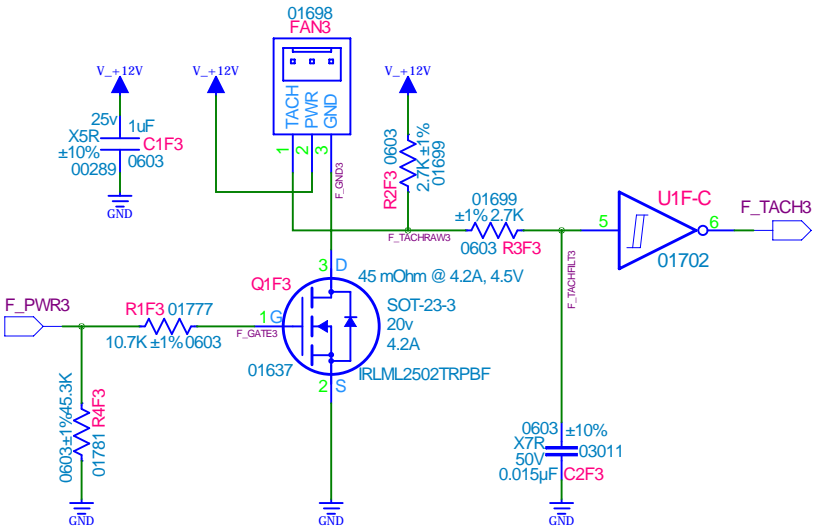 01698
FAN3
V_+12V
V_+12V
V_+12V
25v
1uF
X5R
C1F3
±10%
0603
00289
GND
TACH
PWR
GND
1
2
3
F_GND3
R2F3
0603
2.7K±1%
01699
01699
±1% 2.7K
0603 R3F3
F_TACHRAW3
F_TACHFILT3
U1F-C
5
6
01702
F_TACH3
3 D
45 mOhm @ 4.2A, 4.5V
Q1F3
SOT-23-3
20v
4.2A
F_PWR3
R1F3 01777
10.7K ±1% 0603
1G
F_GATE3
01637
2 S
IRLML2502TRPBF
0603±1%45.3K
01781 R4F3
GND
GND
0603 ±10%
X7R
50V
03011
0.015µF C2F3
GND